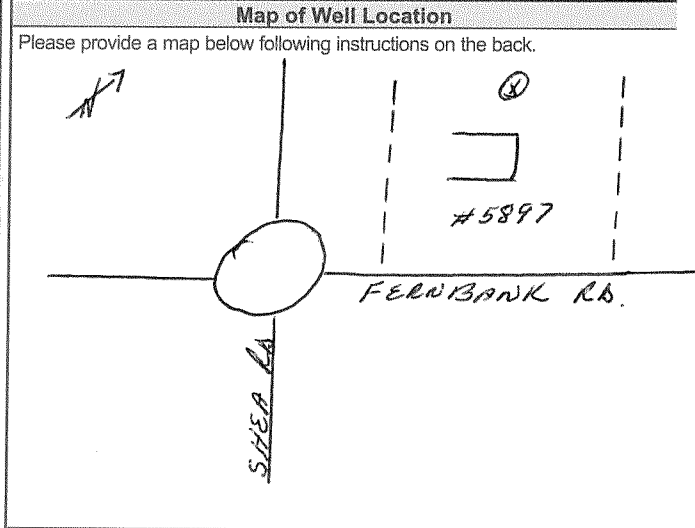 Map of Well Location
Please provide a map below following instructions on the back.
N
X
#5897
FERNBANK RD.
SHEA RD